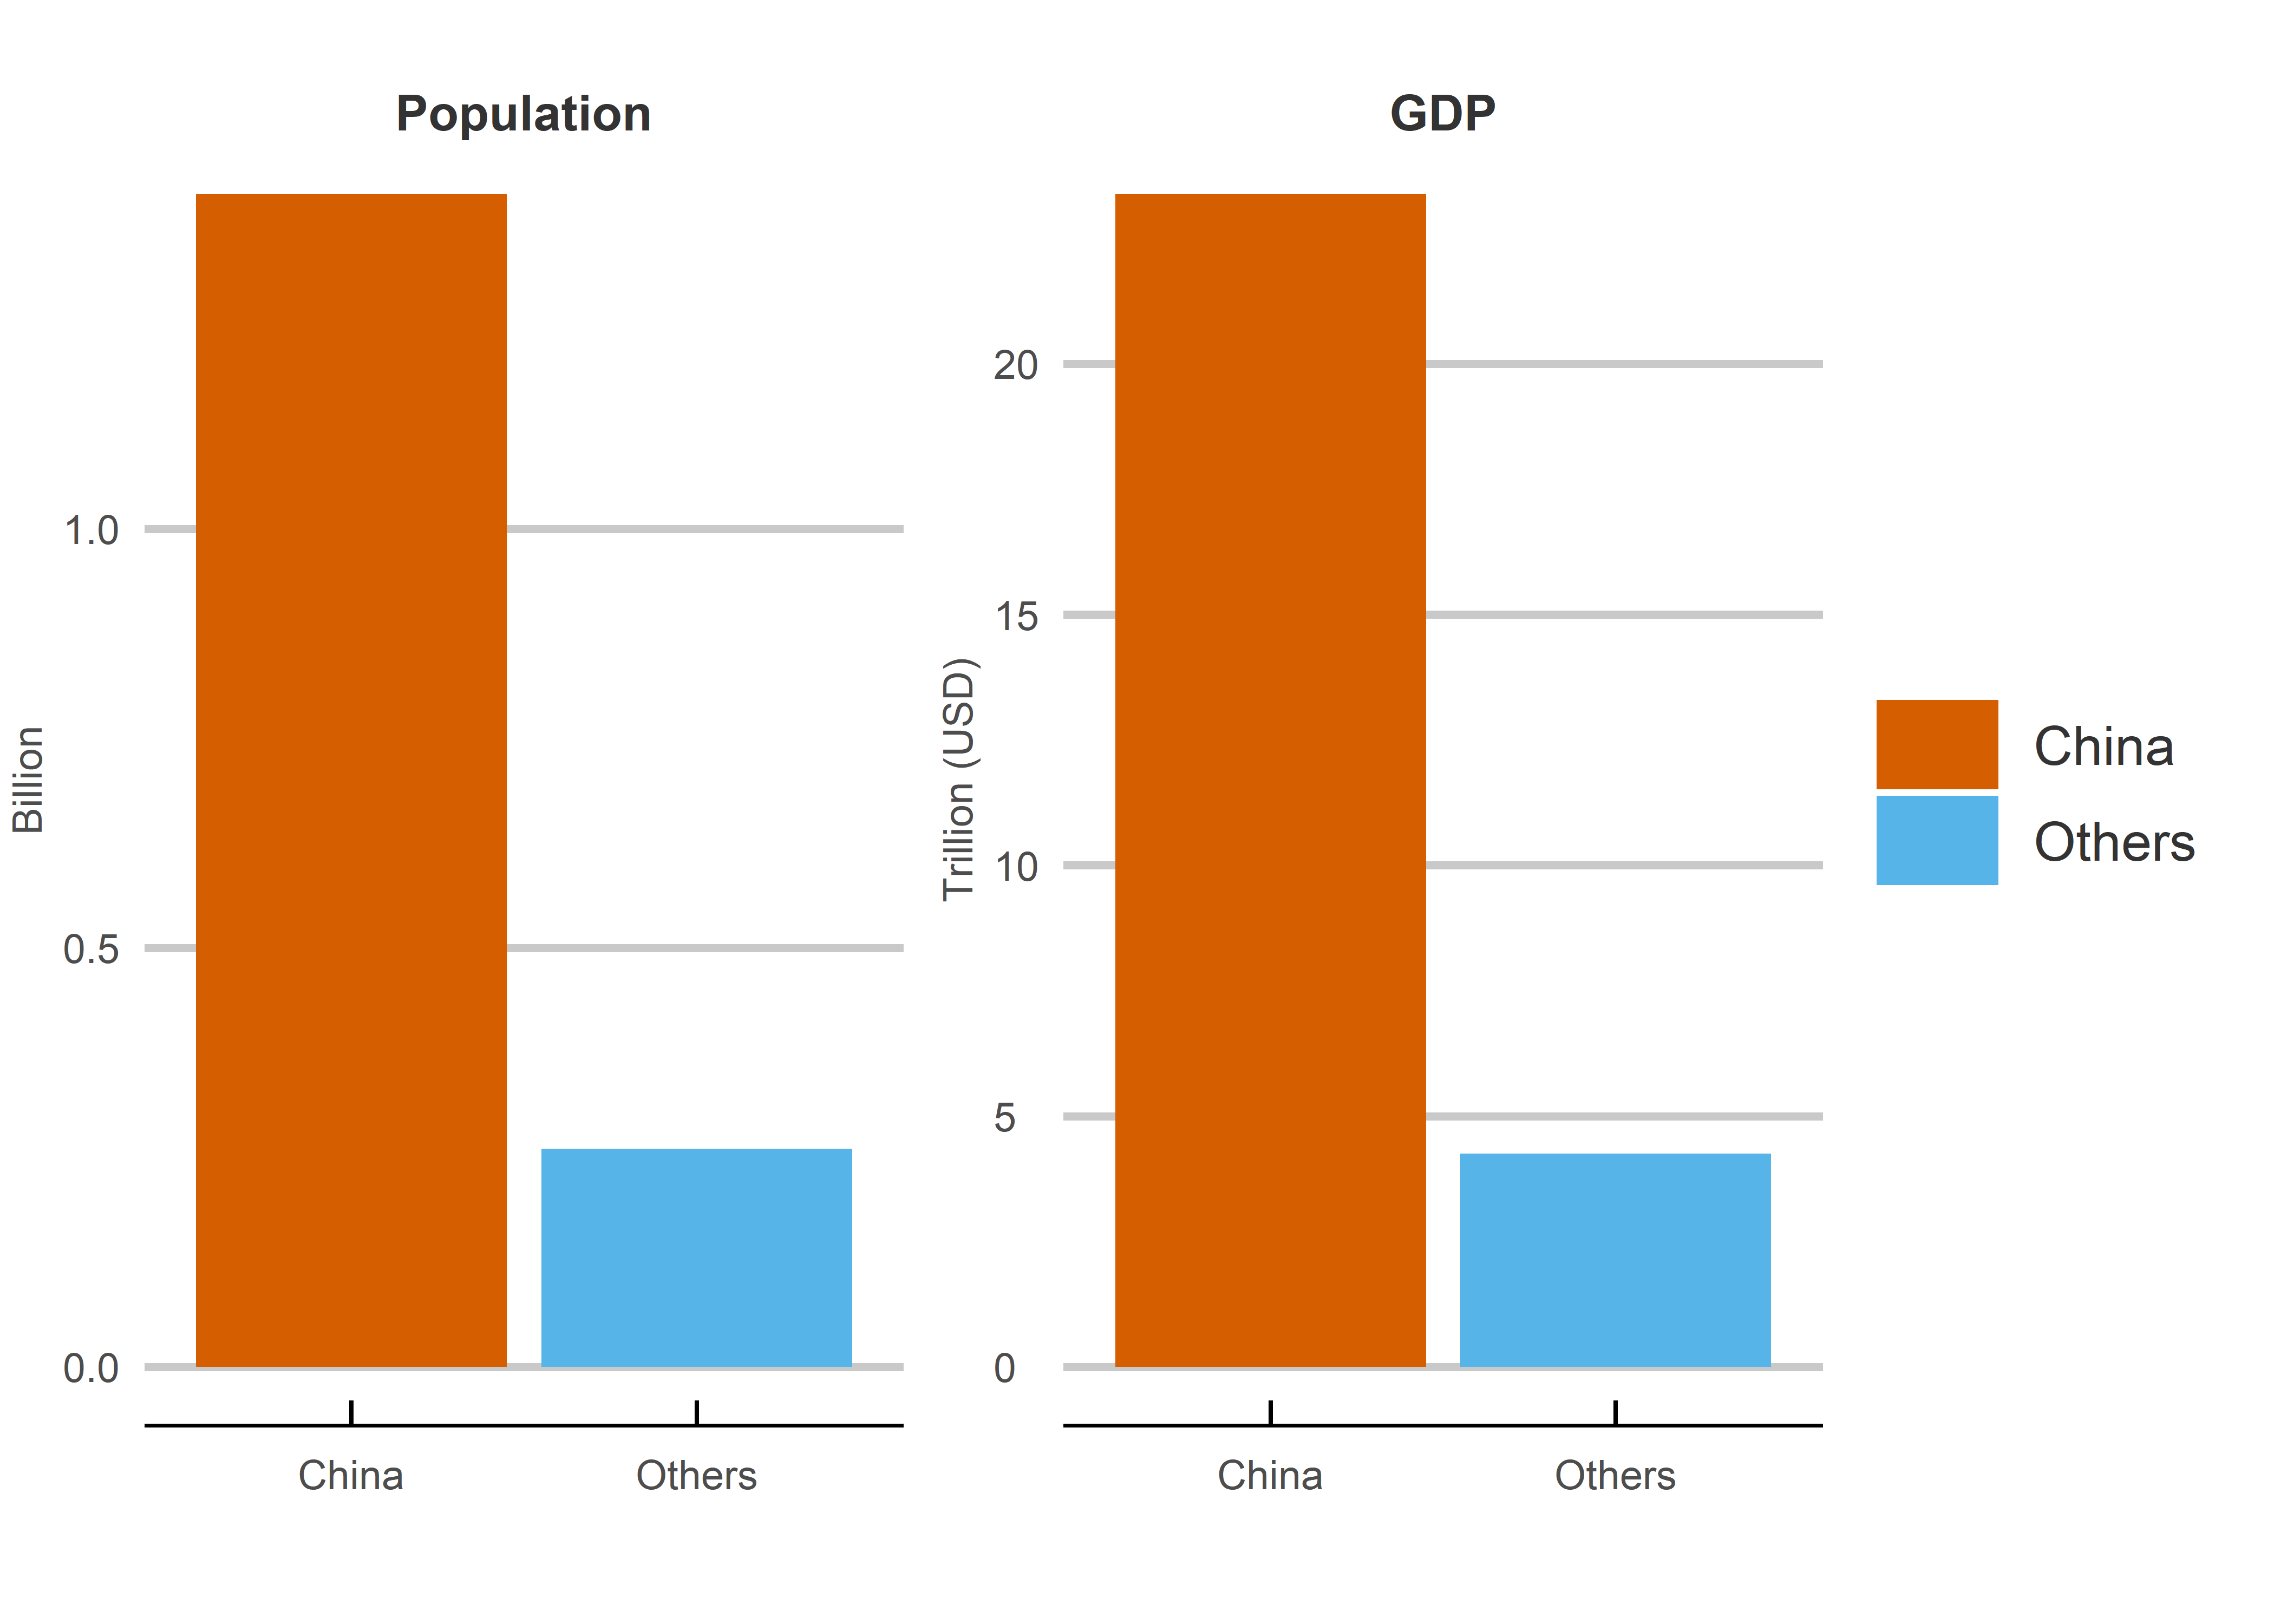 Population
Billion
1.0
0.5
0.0
China
Others
GDP
Trillion (USD)
20
15
10
5
0
China
Others
China
Others